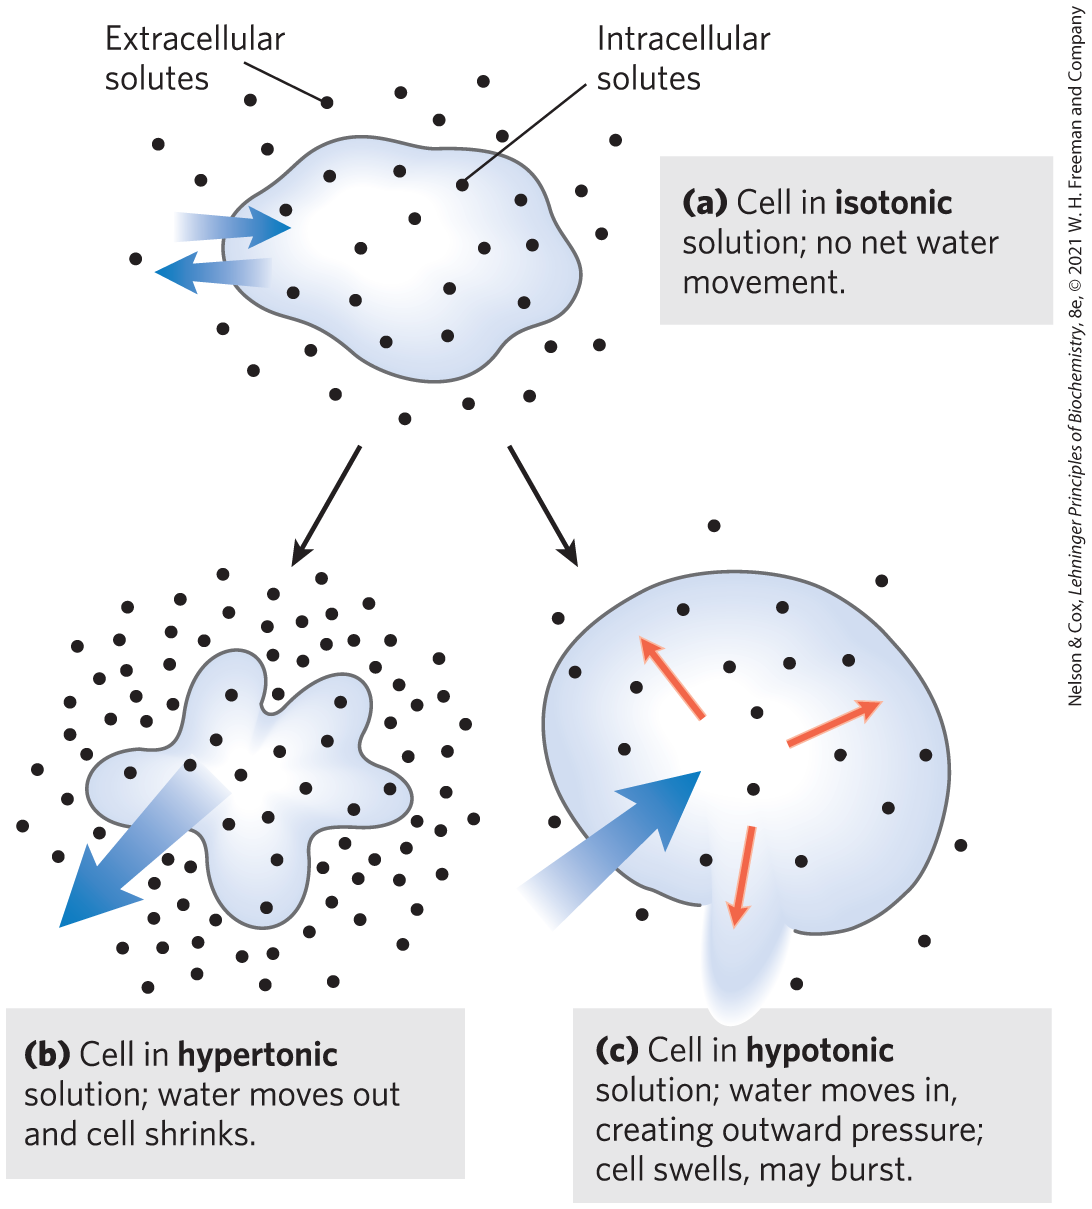 Extracellular
solutes
Intracellular
solutes
(a) Cell in isotonic
solution; no net water
movement.
(b) Cell in hypertonic
solution; water moves out
and cell shrinks.
(c) Cell in hypotonic
solution; water moves in,
creating outward pressure;
cell swells, may burst.
Nelson & Cox, Lehninger Principles of Biochemistry, 8e, © 2021 W. H. Freeman and Company